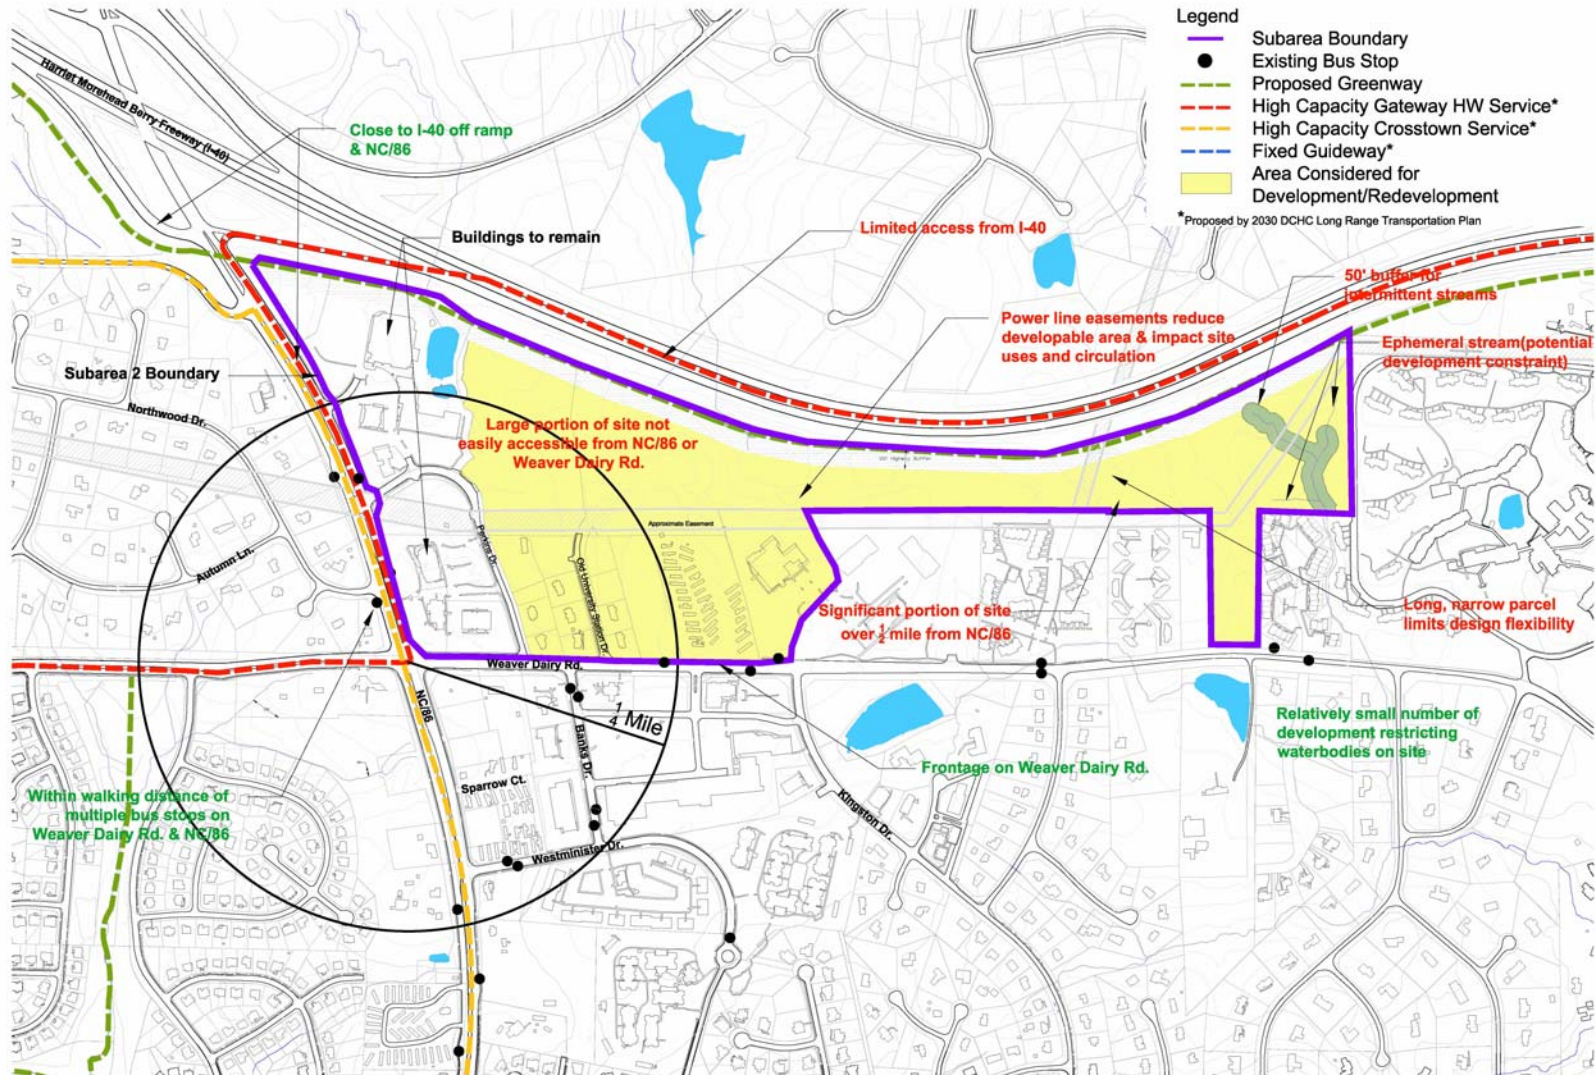 Legend
Subarea Boundary
Existing Bus Stop
Proposed Greenway
High Capacity Gateway HW Service*
High Capacity Crosstown Service*
Fixed Guideway*
Area Considered for
Development/Redevelopment
*Proposed by 2030 DCHC Long Range Transportation Plan
Harriet Morehead Berry Freeway (I-40)
Close to I-40 off ramp
& NC/86
Buildings to remain
Limited access from I-40
50' buffer for
intermittent streams
Power line easements reduce
developable area & impact site
uses and circulation
Ephemeral stream(potential
development constraint)
Subarea 2 Boundary
Northwood Dr.
Large portion of site not
easily accessible from NC/86 or
Weaver Dairy Rd.
Approximate Easement
Perkins Dr.
Old University Station Dr.
Autumn Ln.
Significant portion of site
over ½ mile from NC/86
Long, narrow parcel
limits design flexibility
Weaver Dairy Rd.
NC/86
1/4 Mile
Banks Dr.
Relatively small number of
development restricting
waterbodies on site
Frontage on Weaver Dairy Rd.
Sparrow Ct.
Kingston Dr.
Within walking distance of
multiple bus stops on
Weaver Dairy Rd. & NC/86
Westminister Dr.